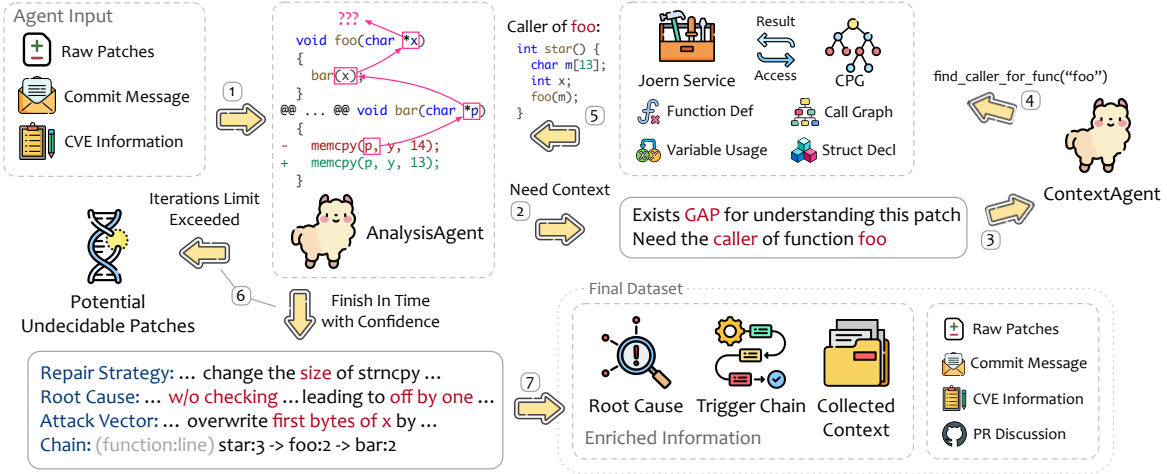 Agent Input
Raw Patches
Commit Message
CVE Information
1
???
void foo(char *x)
{
bar(x);
}
@@ ... @@ void bar(char *p)
{
- memcpy(p, y, 14);
+ memcpy(p, y, 13);
}
AnalysisAgent
Caller of foo:
int star() {
char m[13];
int x;
foo(m);
}
5
Joern Service
Result
Access
CPG
Function Def
Call Graph
Variable Usage
Struct Decl
find_caller_for_func(“foo”)
4
ContextAgent
Need Context
2
Exists GAP for understanding this patch
Need the caller of function foo
3
Iterations Limit
Exceeded
Potential
Undecidable Patches
6
Finish In Time
with Confidence
Repair Strategy: ... change the size of strncpy ...
Root Cause: ... w/o checking ... leading to off by one ...
Attack Vector: ... overwrite first bytes of x by ...
Chain: (function:line) star:3 -> foo:2 -> bar:2
7
Final Dataset
Root Cause
Trigger Chain
Collected
Context
Enriched Information
Raw Patches
Commit Message
CVE Information
PR Discussion